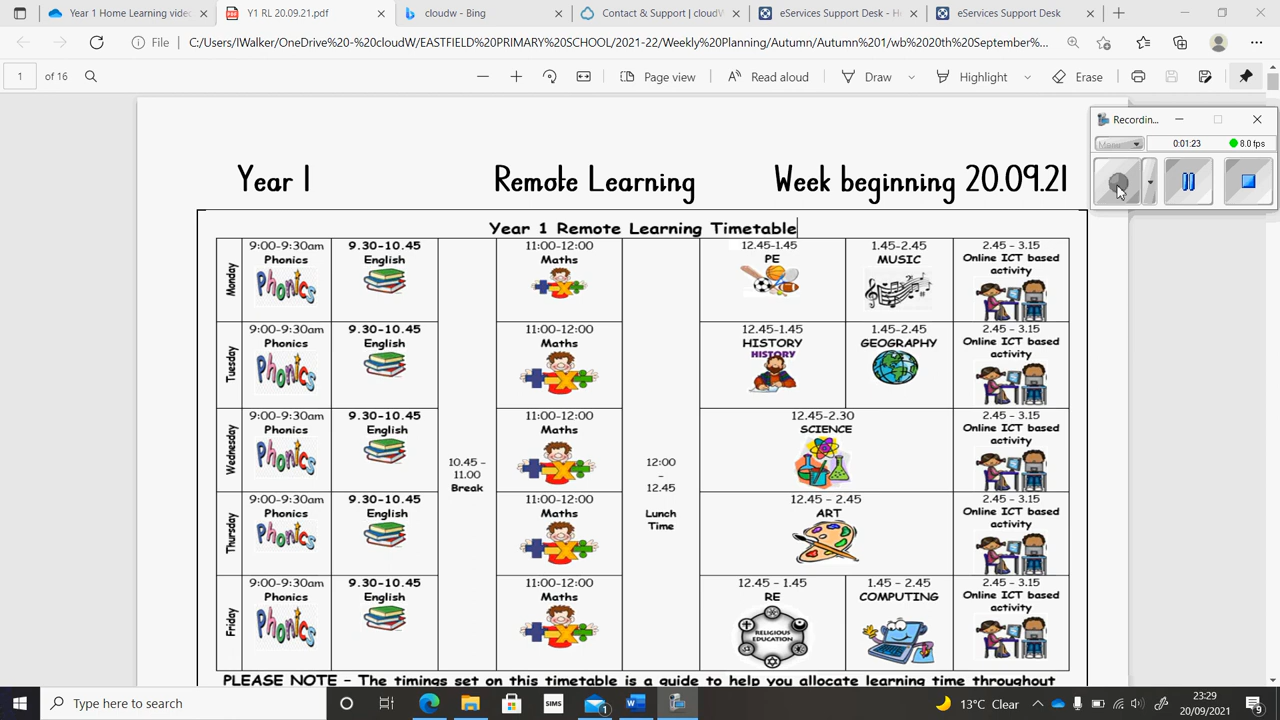 Year 1 Home Learning video
Y1 RL 20.09.21.pdf
cloudw - Bing
Contact & Support | cloudW
eServices Support Desk - He
eServices Support Desk
File
C:/Users/IWalker/OneDrive%20-%20cloudW/EASTFIELD%20PRIMARY%20SCHOOL/2021-22/Weekly%20Planning/Autumn/Autumn%201/wb%2020th%20September%...
1 of 16
Page view
Read aloud
Draw
Highlight
Erase
Recordin...
Menu
0:01:23
8.0 fps
Year 1 Remote Learning Week beginning 20.09.21
Year 1 Remote Learning Timetable
Monday
9:00-9:30am
Phonics
Phonics
9.30-10.45
English
11:00-12:00
Maths
12.45-1.45
PE
1.45-2.45
MUSIC
2.45 – 3.15
Online ICT based
activity
Tuesday
9:00-9:30am
Phonics
Phonics
9.30-10.45
English
11:00-12:00
Maths
12.45-1.45
HISTORY
HISTORY
1.45-2.45
GEOGRAPHY
2.45 – 3.15
Online ICT based
activity
Wednesday
9:00-9:30am
Phonics
Phonics
9.30-10.45
English
10.45 –
11.00
Break
11:00-12:00
Maths
12:00
–
12.45
Lunch
Time
12.45-2.30
SCIENCE
2.45 – 3.15
Online ICT based
activity
Thursday
9:00-9:30am
Phonics
Phonics
9.30-10.45
English
11:00-12:00
Maths
12.45 – 2.45
ART
2.45 – 3.15
Online ICT based
activity
Friday
9:00-9:30am
Phonics
Phonics
9.30-10.45
English
11:00-12:00
Maths
12.45 – 1.45
RE
RELIGIOUS
EDUCATION
1.45 – 2.45
COMPUTING
2.45 – 3.15
Online ICT based
activity
PLEASE NOTE – The timings set on this timetable is a guide to help you allocate learning time throughout
Type here to search
SIMS
1
13°C Clear
23:29
20/09/2021